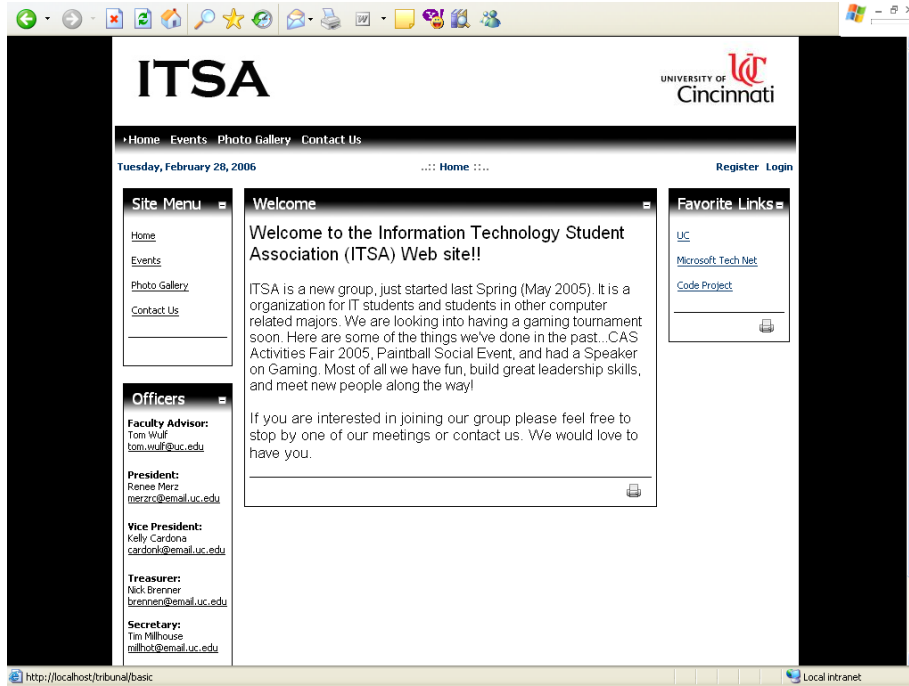 ITSA
UNIVERSITY OF
UC
Cincinnati
Home Events Photo Gallery Contact Us
Tuesday, February 28, 2006
..:: Home ::..
Register Login
Site Menu
Home
Events
Photo Gallery
Contact Us
Officers
Faculty Advisor:
Tom Wulf
tom.wulf@uc.edu
President:
Renee Merz
merzrc@email.uc.edu
Vice President:
Kelly Cardona
cardonk@email.uc.edu
Treasurer:
Nick Brenner
brennen@email.uc.edu
Secretary:
Tim Millhouse
millhot@email.uc.edu
Welcome
Welcome to the Information Technology Student
Association (ITSA) Web site!!
ITSA is a new group, just started last Spring (May 2005). It is a
organization for IT students and students in other computer
related majors. We are looking into having a gaming tournament
soon. Here are some of the things we've done in the past...CAS
Activities Fair 2005, Paintball Social Event, and had a Speaker
on Gaming. Most of all we have fun, build great leadership skills,
and meet new people along the way!
If you are interested in joining our group please feel free to
stop by one of our meetings or contact us. We would love to
have you.
Favorite Links
UC
Microsoft Tech Net
Code Project
http://localhost/tribunal/basic
Local intranet